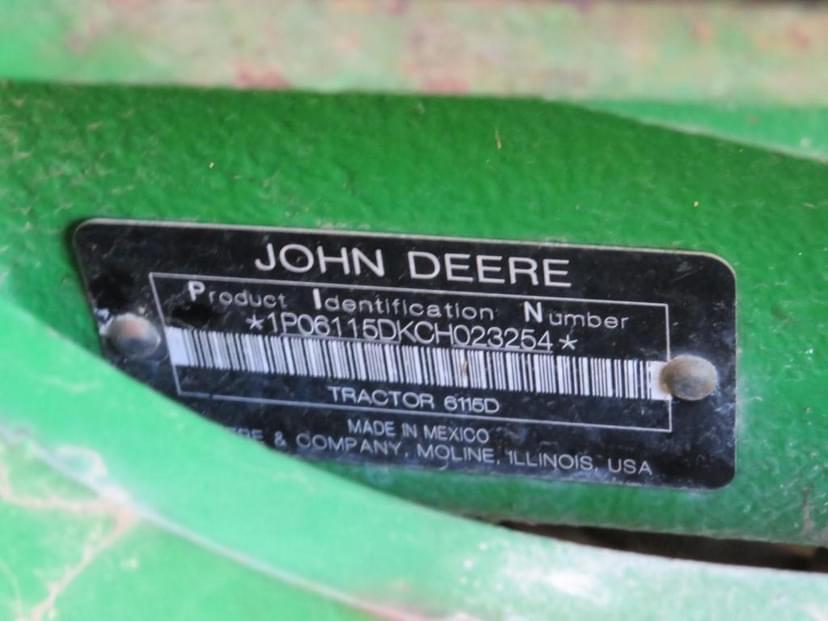 JOHN DEERE
Product Identification Number
*1P06115DKCH023254*
TRACTOR 6115D
MADE IN MEXICO
& COMPANY, MOLINE, ILLINOIS, USA